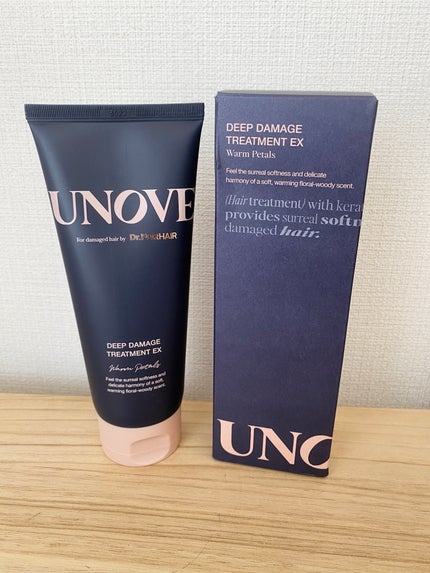 UNOVE
For damaged hair by Dr.FORHAIR
DEEP DAMAGE
TREATMENT EX
Warm Petals
Feel the surreal softness and
delicate harmony of a soft,
warming floral-woody scent.
DEEP DAMAGE
TREATMENT EX
Warm Petals
Feel the surreal softness and delicate
harmony of a soft, warming floral-woody scent.
(Hair treatment) with kera
provides surreal softn
damaged hair.
UNO